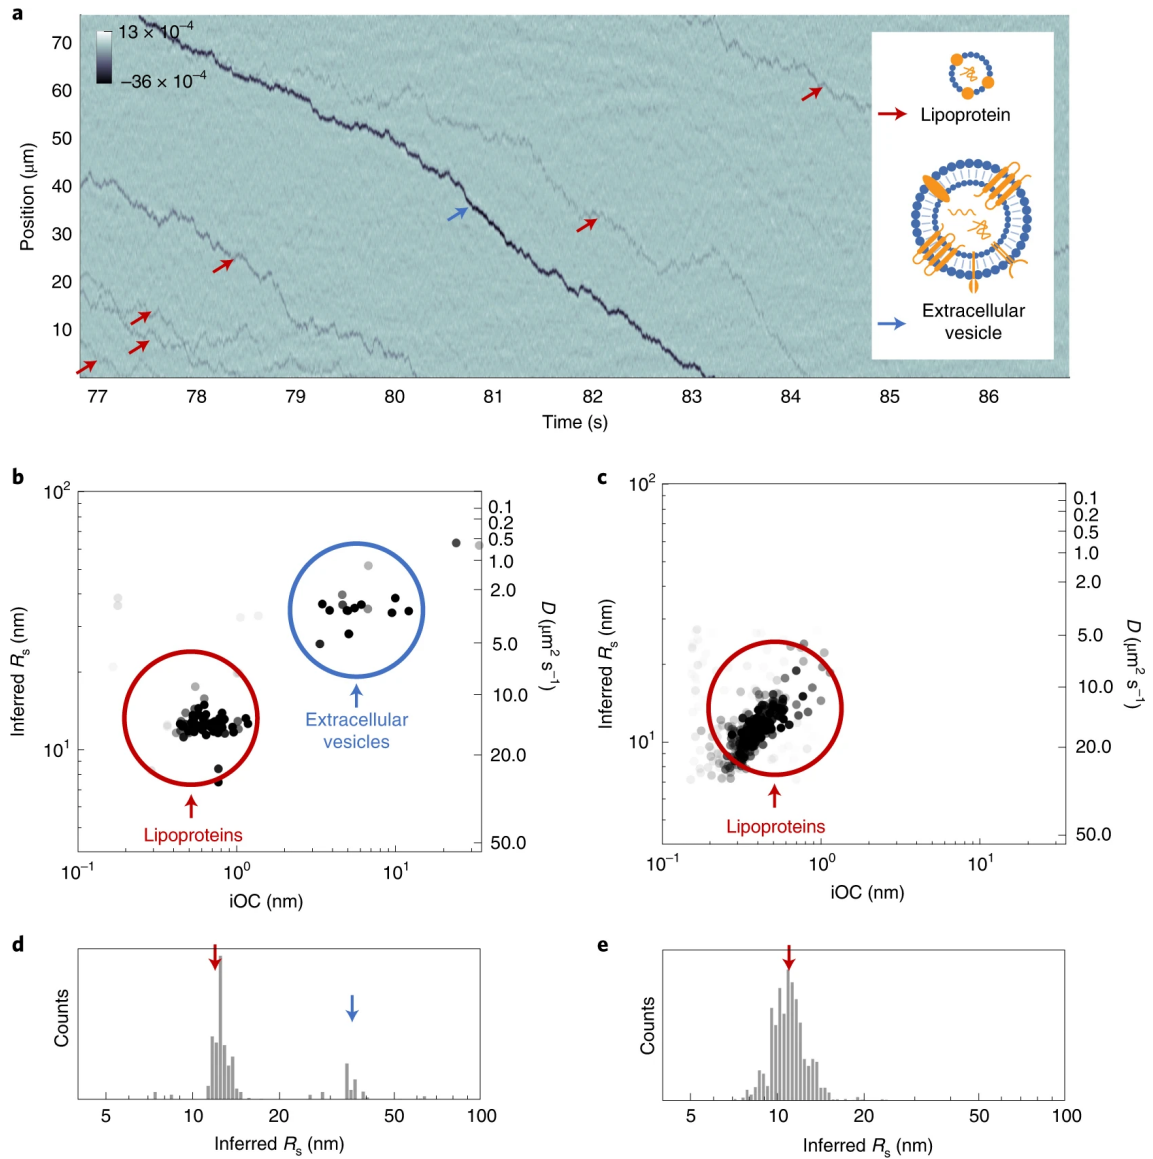 a
13 × 10⁻⁴
−36 × 10⁻⁴
70
60
50
40
30
20
10
Position (μm)
77 78 79 80 81 82 83 84 85 86
Time (s)
Lipoprotein
Extracellular
vesicle
b
10²
10¹
Inferred Rₛ (nm)
0.1
0.2
0.5
1.0
2.0
5.0
10.0
20.0
50.0
D (μm² s⁻¹)
Extracellular
vesicles
Lipoproteins
10⁻¹ 10⁰ 10¹
iOC (nm)
c
10²
10¹
Inferred Rₛ (nm)
0.1
0.2
0.5
1.0
2.0
5.0
10.0
20.0
50.0
D (μm² s⁻¹)
Lipoproteins
10⁻¹ 10⁰ 10¹
iOC (nm)
d
Counts
5 10 20 50 100
Inferred Rₛ (nm)
e
Counts
5 10 20 50 100
Inferred Rₛ (nm)